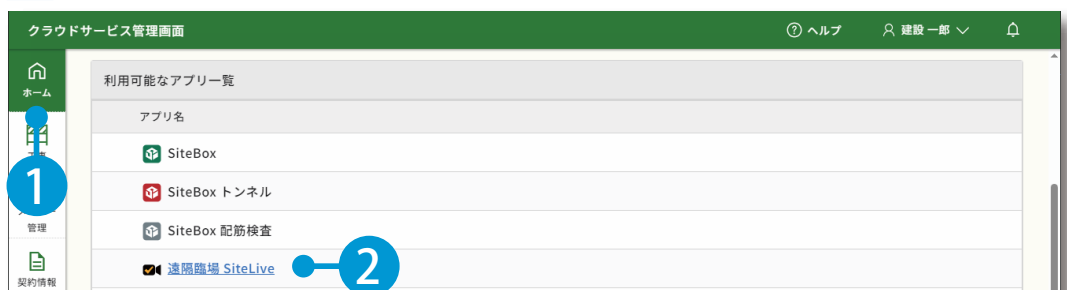 クラウドサービス管理画面
ヘルプ
建設 一郎
ホーム
利用可能なアプリ一覧
アプリ名
SiteBox
1
SiteBox トンネル
管理
SiteBox 配筋検査
契約情報
遠隔臨場 SiteLive
2